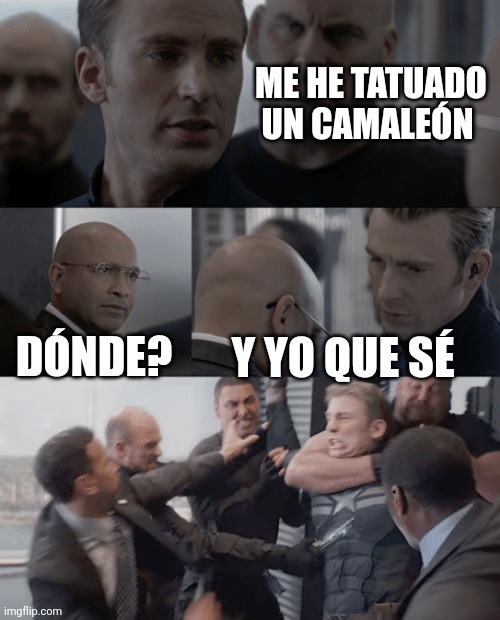 ME HE TATUADO
UN CAMALEÓN
DÓNDE?
Y YO QUE SÉ
imgflip.com